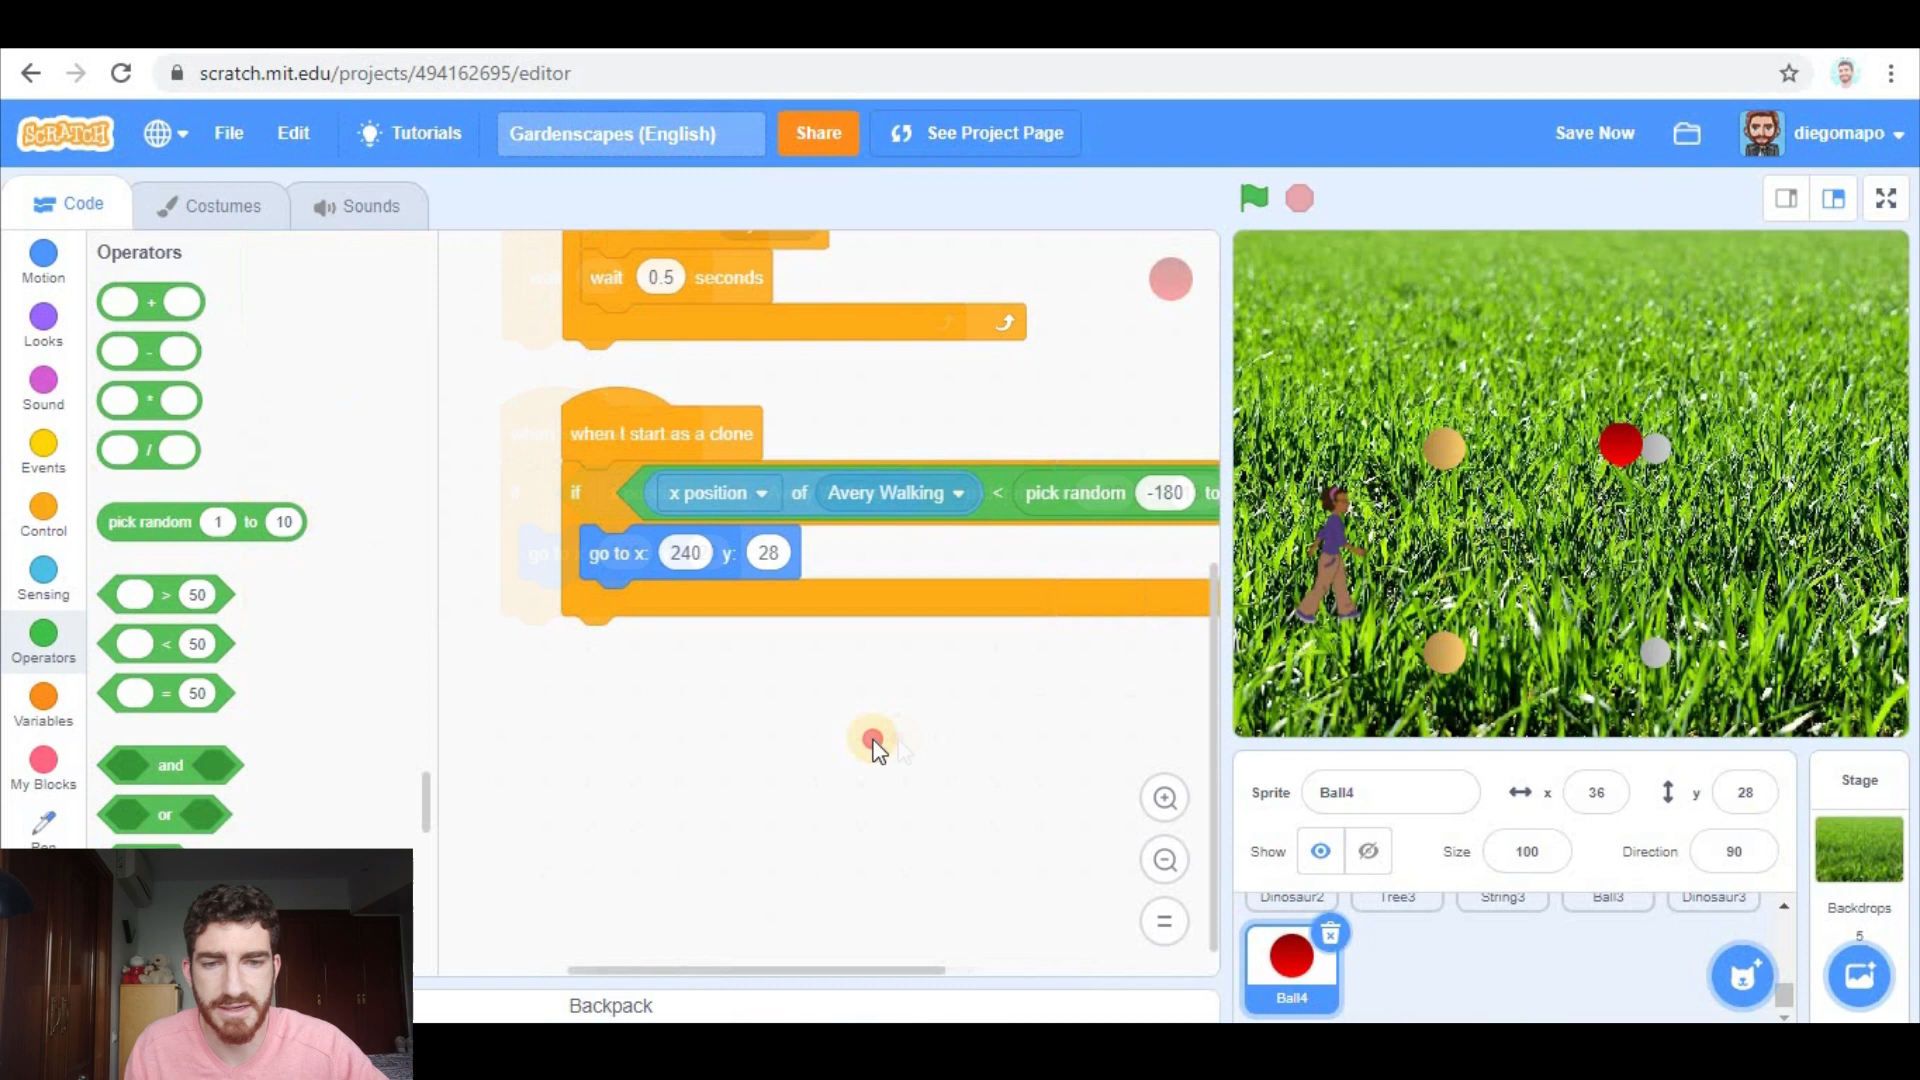 scratch.mit.edu/projects/494162695/editor
SCRATCH
File
Edit
Tutorials
Gardenscapes (English)
Share
See Project Page
Save Now
diegomapo
Code
Costumes
Sounds
Motion
Looks
Sound
Events
Control
Sensing
Operators
Variables
My Blocks
Operators
+
-
*
/
pick random 1 to 10
> 50
< 50
= 50
and
or
wait 0.5 seconds
when I start as a clone
if x position of Avery Walking < pick random -180 to
go to x: 240 y: 28
Backpack
Sprite Ball4 x 36 y 28
Show Size 100 Direction 90
Dinosaur2 Tree3 String3 Ball3 Dinosaur3
Ball4
Stage
Backdrops
5